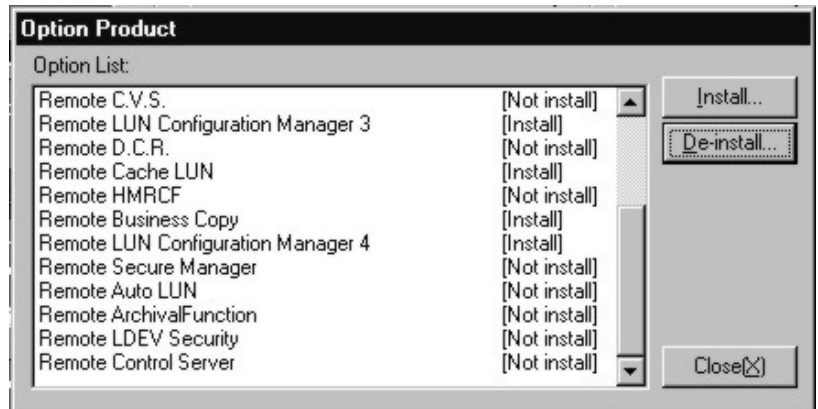 Option Product
Option List:
Remote C.V.S. [Not install]
Remote LUN Configuration Manager 3 [Install]
Remote D.C.R. [Not install]
Remote Cache LUN [Install]
Remote HMRCF [Not install]
Remote Business Copy [Install]
Remote LUN Configuration Manager 4 [Install]
Remote Secure Manager [Not install]
Remote Auto LUN [Not install]
Remote ArchivalFunction [Not install]
Remote LDEV Security [Not install]
Remote Control Server [Not install]
Install...
De-install...
Close(X)